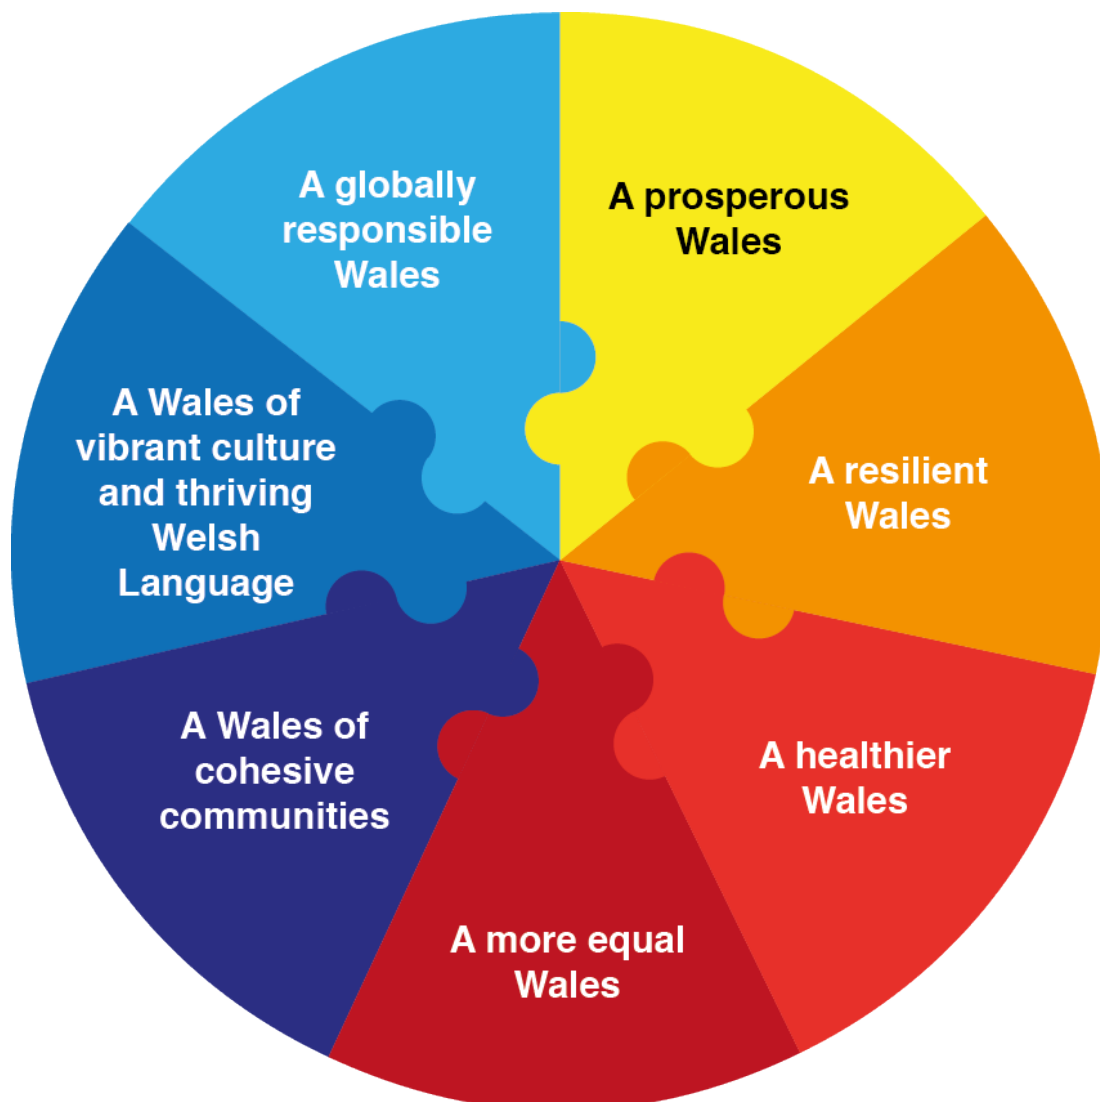 A prosperous
Wales
A resilient
Wales
A healthier
Wales
A more equal
Wales
A Wales of
cohesive
communities
A Wales of
vibrant culture
and thriving
Welsh
Language
A globally
responsible
Wales